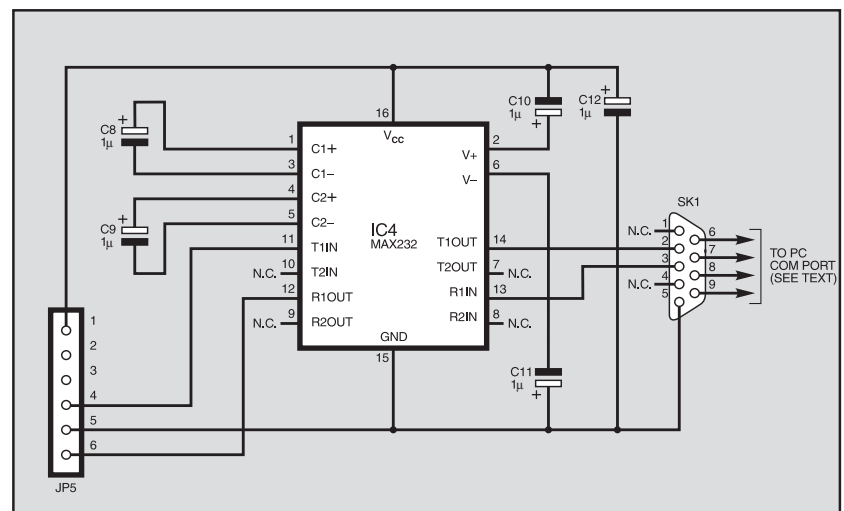 C8
+
1µ
C9
+
1µ
16
VCC
1
C1+
3
C1–
4
C2+
5
C2–
11
T1IN
10
N.C.
T2IN
12
R1OUT
9
N.C.
R2OUT
IC4
MAX232
V+
2
V–
6
T1OUT
14
T2OUT
7
N.C.
R1IN
13
R2IN
8
N.C.
GND
15
C10
1µ
+
C12
+
1µ
C11
1µ
+
SK1
N.C.
1
2
3
N.C.
4
5
6
7
8
9
TO PC
COM PORT
(SEE TEXT)
1
2
3
4
5
6
JP5